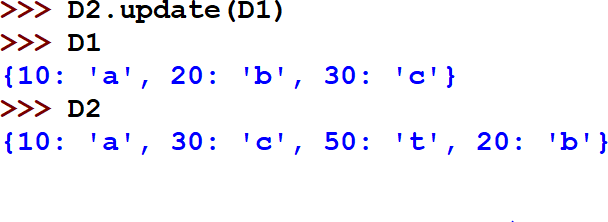 >>> D2.update(D1)
>>> D1
{10: 'a', 20: 'b', 30: 'c'}
>>> D2
{10: 'a', 30: 'c', 50: 't', 20: 'b'}